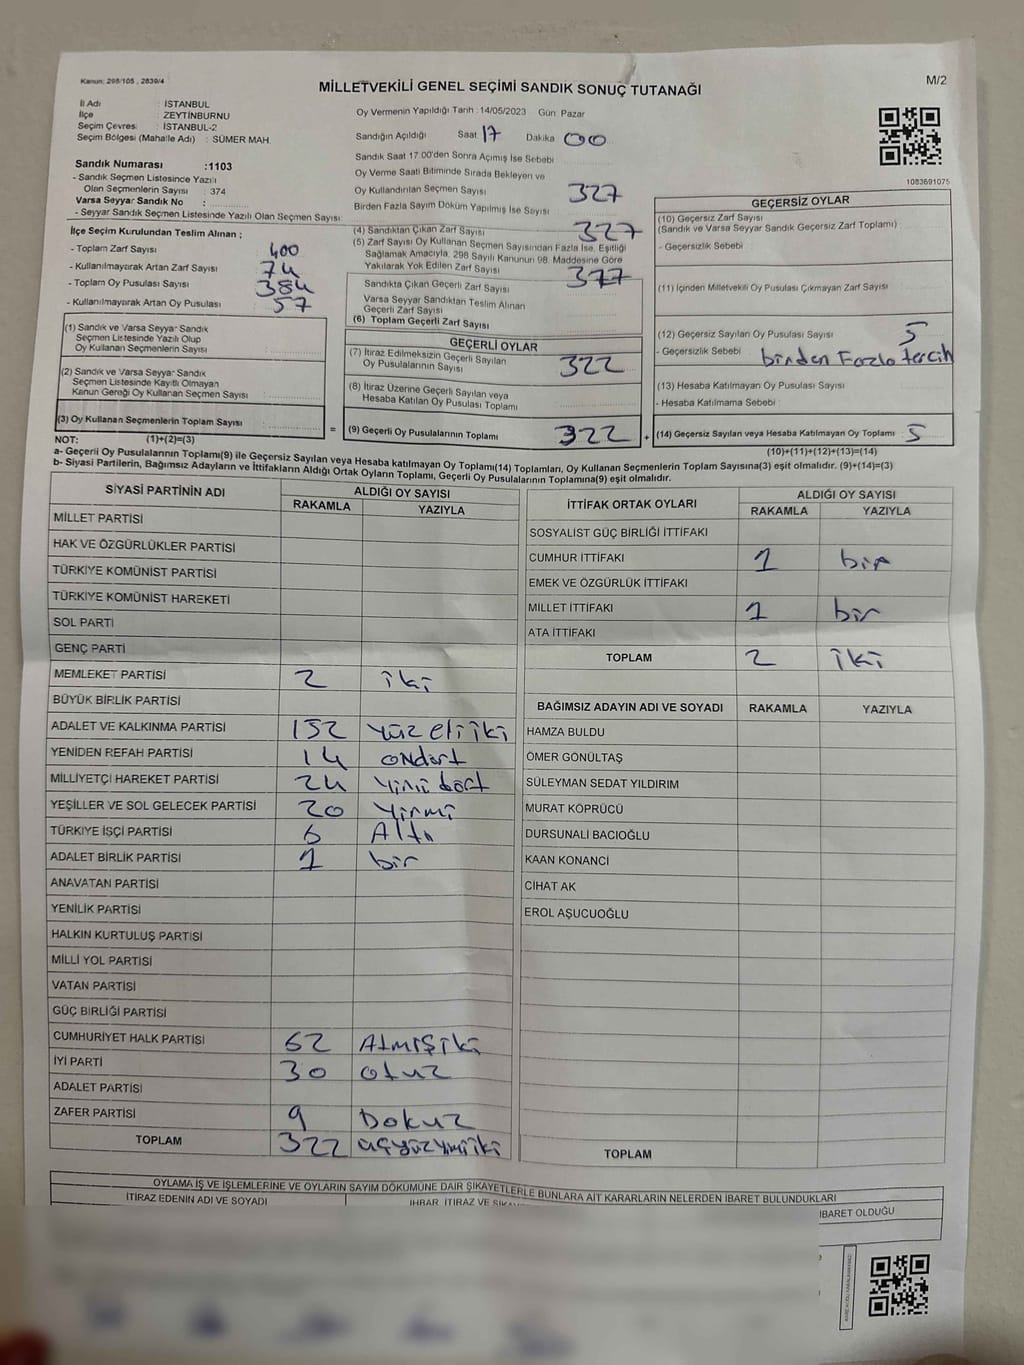 Kanun: 298/105 , 2839/4
M/2
MİLLETVEKİLİ GENEL SEÇİMİ SANDIK SONUÇ TUTANAĞI
İl Adı : İSTANBUL
İlçe : ZEYTİNBURNU
Seçim Çevres : İSTANBUL-2
Seçim Bölgesi (Mahalle Adı) : SÜMER MAH.
Oy Vermenin Yapıldığı Tarih : 14/05/2023 Gün: Pazar
Sandığın Açıldığı Saat 17 Dakika 00
Sandık Saat 17.00'den Sonra Açımış İse Sebebi
Oy Verme Saati Bitiminde Sırada Bekleyen ve
Oy Kullandırılan Seçmen Sayısı 327
Birden Fazla Sayım Döküm Yapılmış İse Sayısı
1083691075
Sandık Numarası :1103
- Sandık Seçmen Listesinde Yazılı
Olan Seçmenlerin Sayısı : 374
Varsa Seyyar Sandık No :
- Seyyar Sandık Seçmen Listesinde Yazılı Olan Seçmen Sayısı:
İlçe Seçim Kurulundan Teslim Alınan ;
- Toplam Zarf Sayısı 400
- Kullanılmayarak Artan Zarf Sayısı 74
- Toplam Oy Pusulası Sayısı 384
- Kullanılmayarak Artan Oy Pusulası 57
(1) Sandık ve Varsa Seyyar Sandık
Seçmen Listesinde Yazılı Olup
Oy Kullanan Seçmenlerin Sayısı :
(2) Sandık ve Varsa Seyyar Sandık
Seçmen Listesinde Kayıtlı Olmayan
Kanun Gereği Oy Kullanan Seçmen Sayısı :
(3) Oy Kullanan Seçmenlerin Toplam Sayısı :
NOT: (1)+(2)=(3)
(4) Sandıktan Çıkan Zarf Sayısı 327
(5) Zarf Sayısı Oy Kullanan Seçmen Sayısından Fazla İse, Eşitliği
Sağlamak Amacıyla, 298 Sayılı Kanunun 98. Maddesine Göre
Yakılarak Yok Edilen Zarf Sayısı
Sandıkta Çıkan Geçerli Zarf Sayısı 327
Varsa Seyyar Sandıktan Teslim Alınan
Geçerli Zarf Sayısı
(6) Toplam Geçerli Zarf Sayısı
GEÇERLİ OYLAR
(7) İtiraz Edilmeksizin Geçerli Sayılan
Oy Pusulalarının Sayısı 322
(8) İtiraz Üzerine Geçerli Sayılan veya
Hesaba Katılan Oy Pusulası Toplamı
= (9) Geçerli Oy Pusulalarının Toplamı 322
GEÇERSİZ OYLAR
(10) Geçersiz Zarf Sayısı
(Sandık ve Varsa Seyyar Sandık Geçersiz Zarf Toplamı)
- Geçersizlik Sebebi
(11) İçinden Milletvekili Oy Pusulası Çıkmayan Zarf Sayısı
(12) Geçersiz Sayılan Oy Pusulası Sayısı 5
- Geçersizlik Sebebi : birden Fazla tercih
(13) Hesaba Katılmayan Oy Pusulası Sayısı
- Hesaba Katılmama Sebebi :
+ (14) Geçersiz Sayılan veya Hesaba Katılmayan Oy Toplamı 5
(10)+(11)+(12)+(13)=(14)
a- Geçerli Oy Pusulalarının Toplamı(9) ile Geçersiz Sayılan veya Hesaba katılmayan Oy Toplamı(14) Toplamları, Oy Kullanan Seçmenlerin Toplam Sayısına(3) eşit olmalıdır. (9)+(14)=(3)
b- Siyasi Partilerin, Bağımsız Adayların ve İttifakların Aldığı Ortak Oyların Toplamı, Geçerli Oy Pusulalarının Toplamına(9) eşit olmalıdır.
SİYASİ PARTİNİN ADI ALDIĞI OY SAYISI
RAKAMLA YAZIYLA
MİLLET PARTİSİ
HAK VE ÖZGÜRLÜKLER PARTİSİ
TÜRKİYE KOMÜNİST PARTİSİ
TÜRKİYE KOMÜNİST HAREKETİ
SOL PARTİ
GENÇ PARTİ
MEMLEKET PARTİSİ 2 iki
BÜYÜK BİRLİK PARTİSİ
ADALET VE KALKINMA PARTİSİ 152 Yüz elli iki
YENİDEN REFAH PARTİSİ 14 ondört
MİLLİYETÇİ HAREKET PARTİSİ 24 Yirmi dört
YEŞİLLER VE SOL GELECEK PARTİSİ 20 Yirmi
TÜRKİYE İŞÇİ PARTİSİ 6 Altı
ADALET BİRLİK PARTİSİ 1 bir
ANAVATAN PARTİSİ
YENİLİK PARTİSİ
HALKIN KURTULUŞ PARTİSİ
MİLLİ YOL PARTİSİ
VATAN PARTİSİ
GÜÇ BİRLİĞİ PARTİSİ
CUMHURİYET HALK PARTİSİ 62 Atmış iki
İYİ PARTİ 30 otuz
ADALET PARTİSİ
ZAFER PARTİSİ 9 Dokuz
TOPLAM 322 üçyüzyirmiiki
İTTİFAK ORTAK OYLARI ALDIĞI OY SAYISI
RAKAMLA YAZIYLA
SOSYALİST GÜÇ BİRLİĞİ İTTİFAKI
CUMHUR İTTİFAKI 1 bir
EMEK VE ÖZGÜRLÜK İTTİFAKI
MİLLET İTTİFAKI 1 bir
ATA İTTİFAKI
TOPLAM 2 iki
BAĞIMSIZ ADAYIN ADI VE SOYADI RAKAMLA YAZIYLA
HAMZA BULDU
ÖMER GÖNÜLTAŞ
SÜLEYMAN SEDAT YILDIRIM
MURAT KÖPRÜCÜ
DURSUNALİ BACIOĞLU
KAAN KONANCİ
CİHAT AK
EROL AŞUCUOĞLU
TOPLAM
OYLAMA İŞ VE İŞLEMLERİNE VE OYLARIN SAYIM DÖKÜMÜNE DAİR ŞİKAYETLERLE BUNLARA AİT KARARLARIN NELERDEN İBARET BULUNDUKLARI
İTİRAZ EDENİN ADI VE SOYADI
İHBAR, İTİRAZ VE
İBARET OLDUĞU